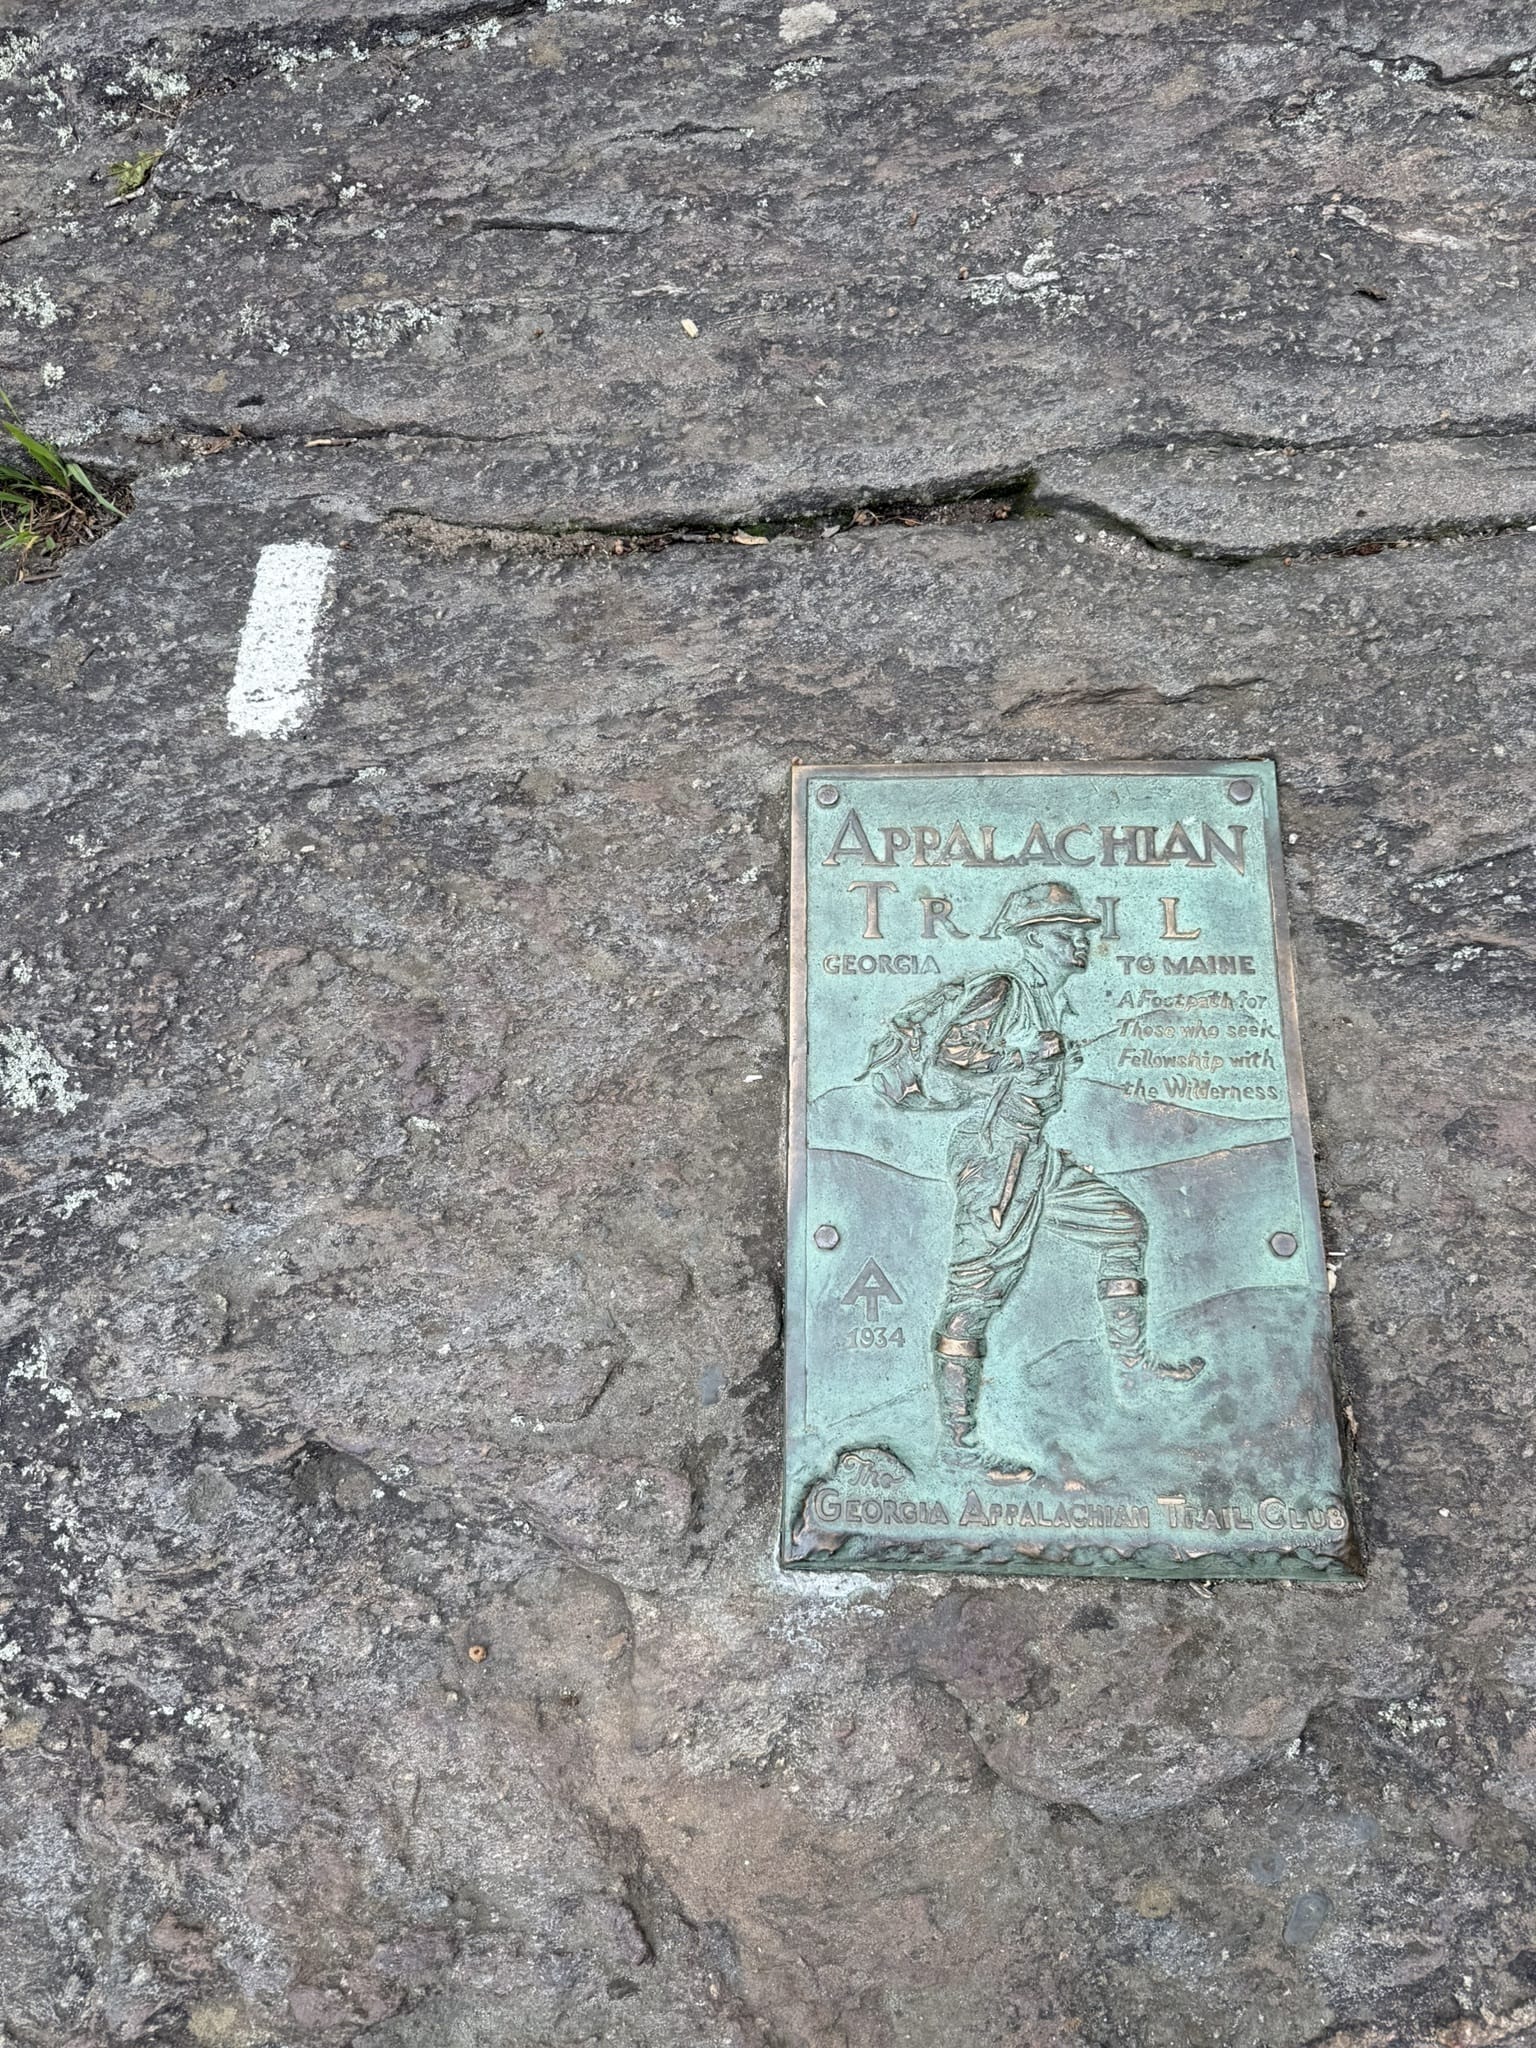 APPALACHIAN
TRAIL
GEORGIA TO MAINE
A Footpath for
Those who seek
Fellowship with
the Wilderness
AT
1934
The
GEORGIA APPALACHIAN TRAIL CLUB